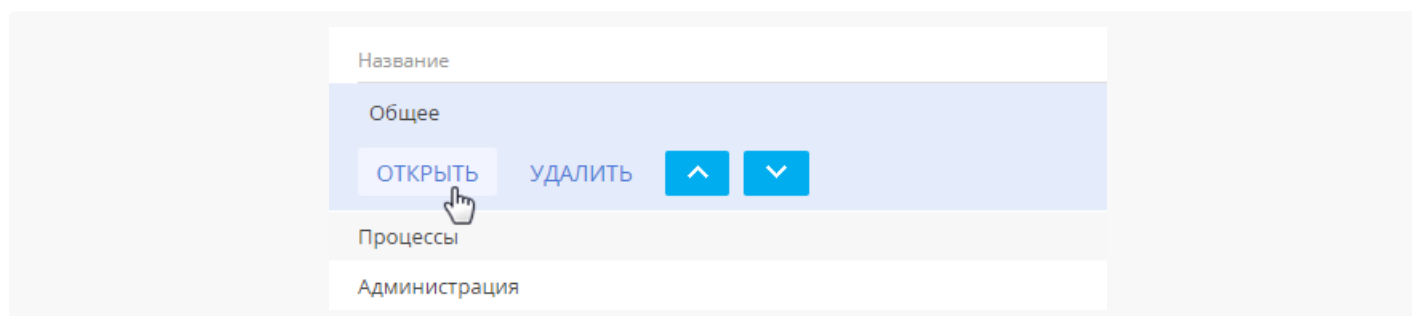 Название
Общее
ОТКРЫТЬ УДАЛИТЬ
Процессы
Администрация